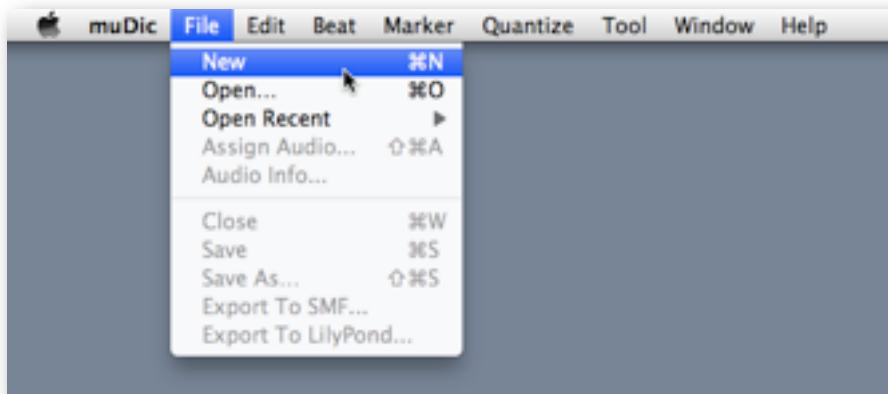 muDic File Edit Beat Marker Quantize Tool Window Help
New ⌘N
Open... ⌘O
Open Recent ▶
Assign Audio... ⇧⌘A
Audio Info...
Close ⌘W
Save ⌘S
Save As... ⇧⌘S
Export To SMF...
Export To LilyPond...